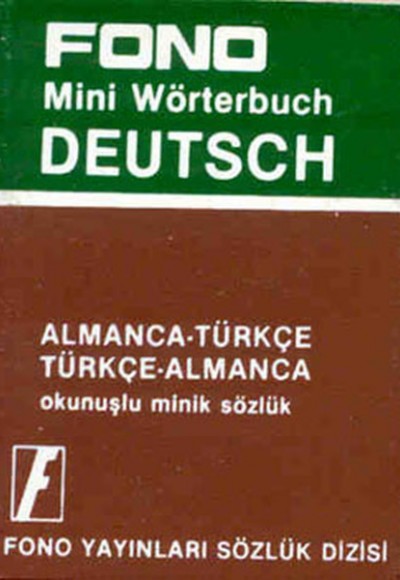 FONO
Mini Wörterbuch
DEUTSCH
ALMANCA-TÜRKÇE
TÜRKÇE-ALMANCA
okunuşlu minik sözlük
F
FONO YAYINLARI SÖZLÜK DİZİSİ